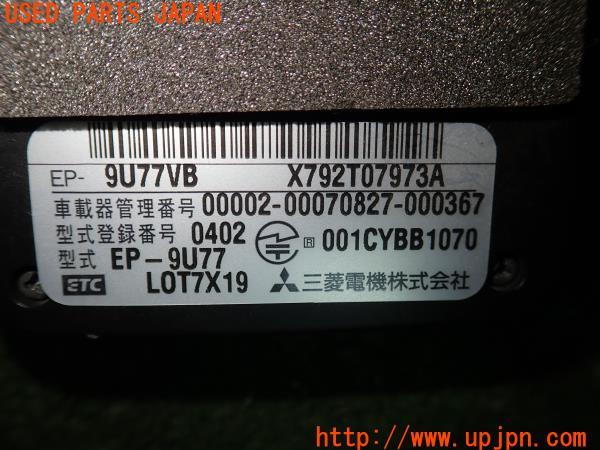 USED PARTS JAPAN
EP- 9U77VB X792T07973A
車載器管理番号 00002-00070827-000367
型式登録番号 0402 R 001CYBB1070
型式 EP-9U77
ETC LOT7X19 三菱電機株式会社
3DPHOTO
http://www.upjpn.com/